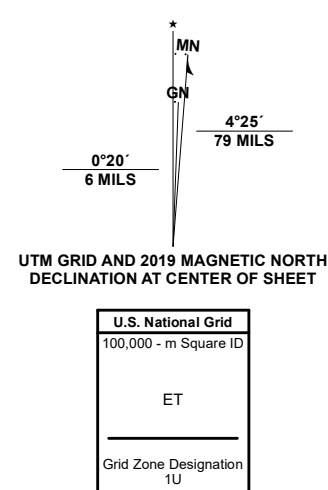 ★
MN
GN
4°25´
79 MILS
0°20´
6 MILS
UTM GRID AND 2019 MAGNETIC NORTH
DECLINATION AT CENTER OF SHEET
U.S. National Grid
100,000 - m Square ID
ET
Grid Zone Designation
1U